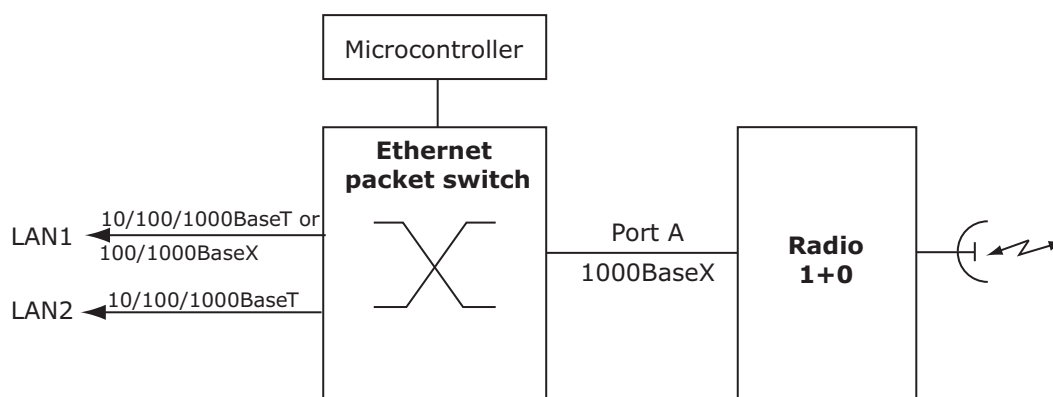 Microcontroller
Ethernet
packet switch
10/100/1000BaseT or
LAN1
100/1000BaseX
10/100/1000BaseT
LAN2
Port A
1000BaseX
Radio
1+0